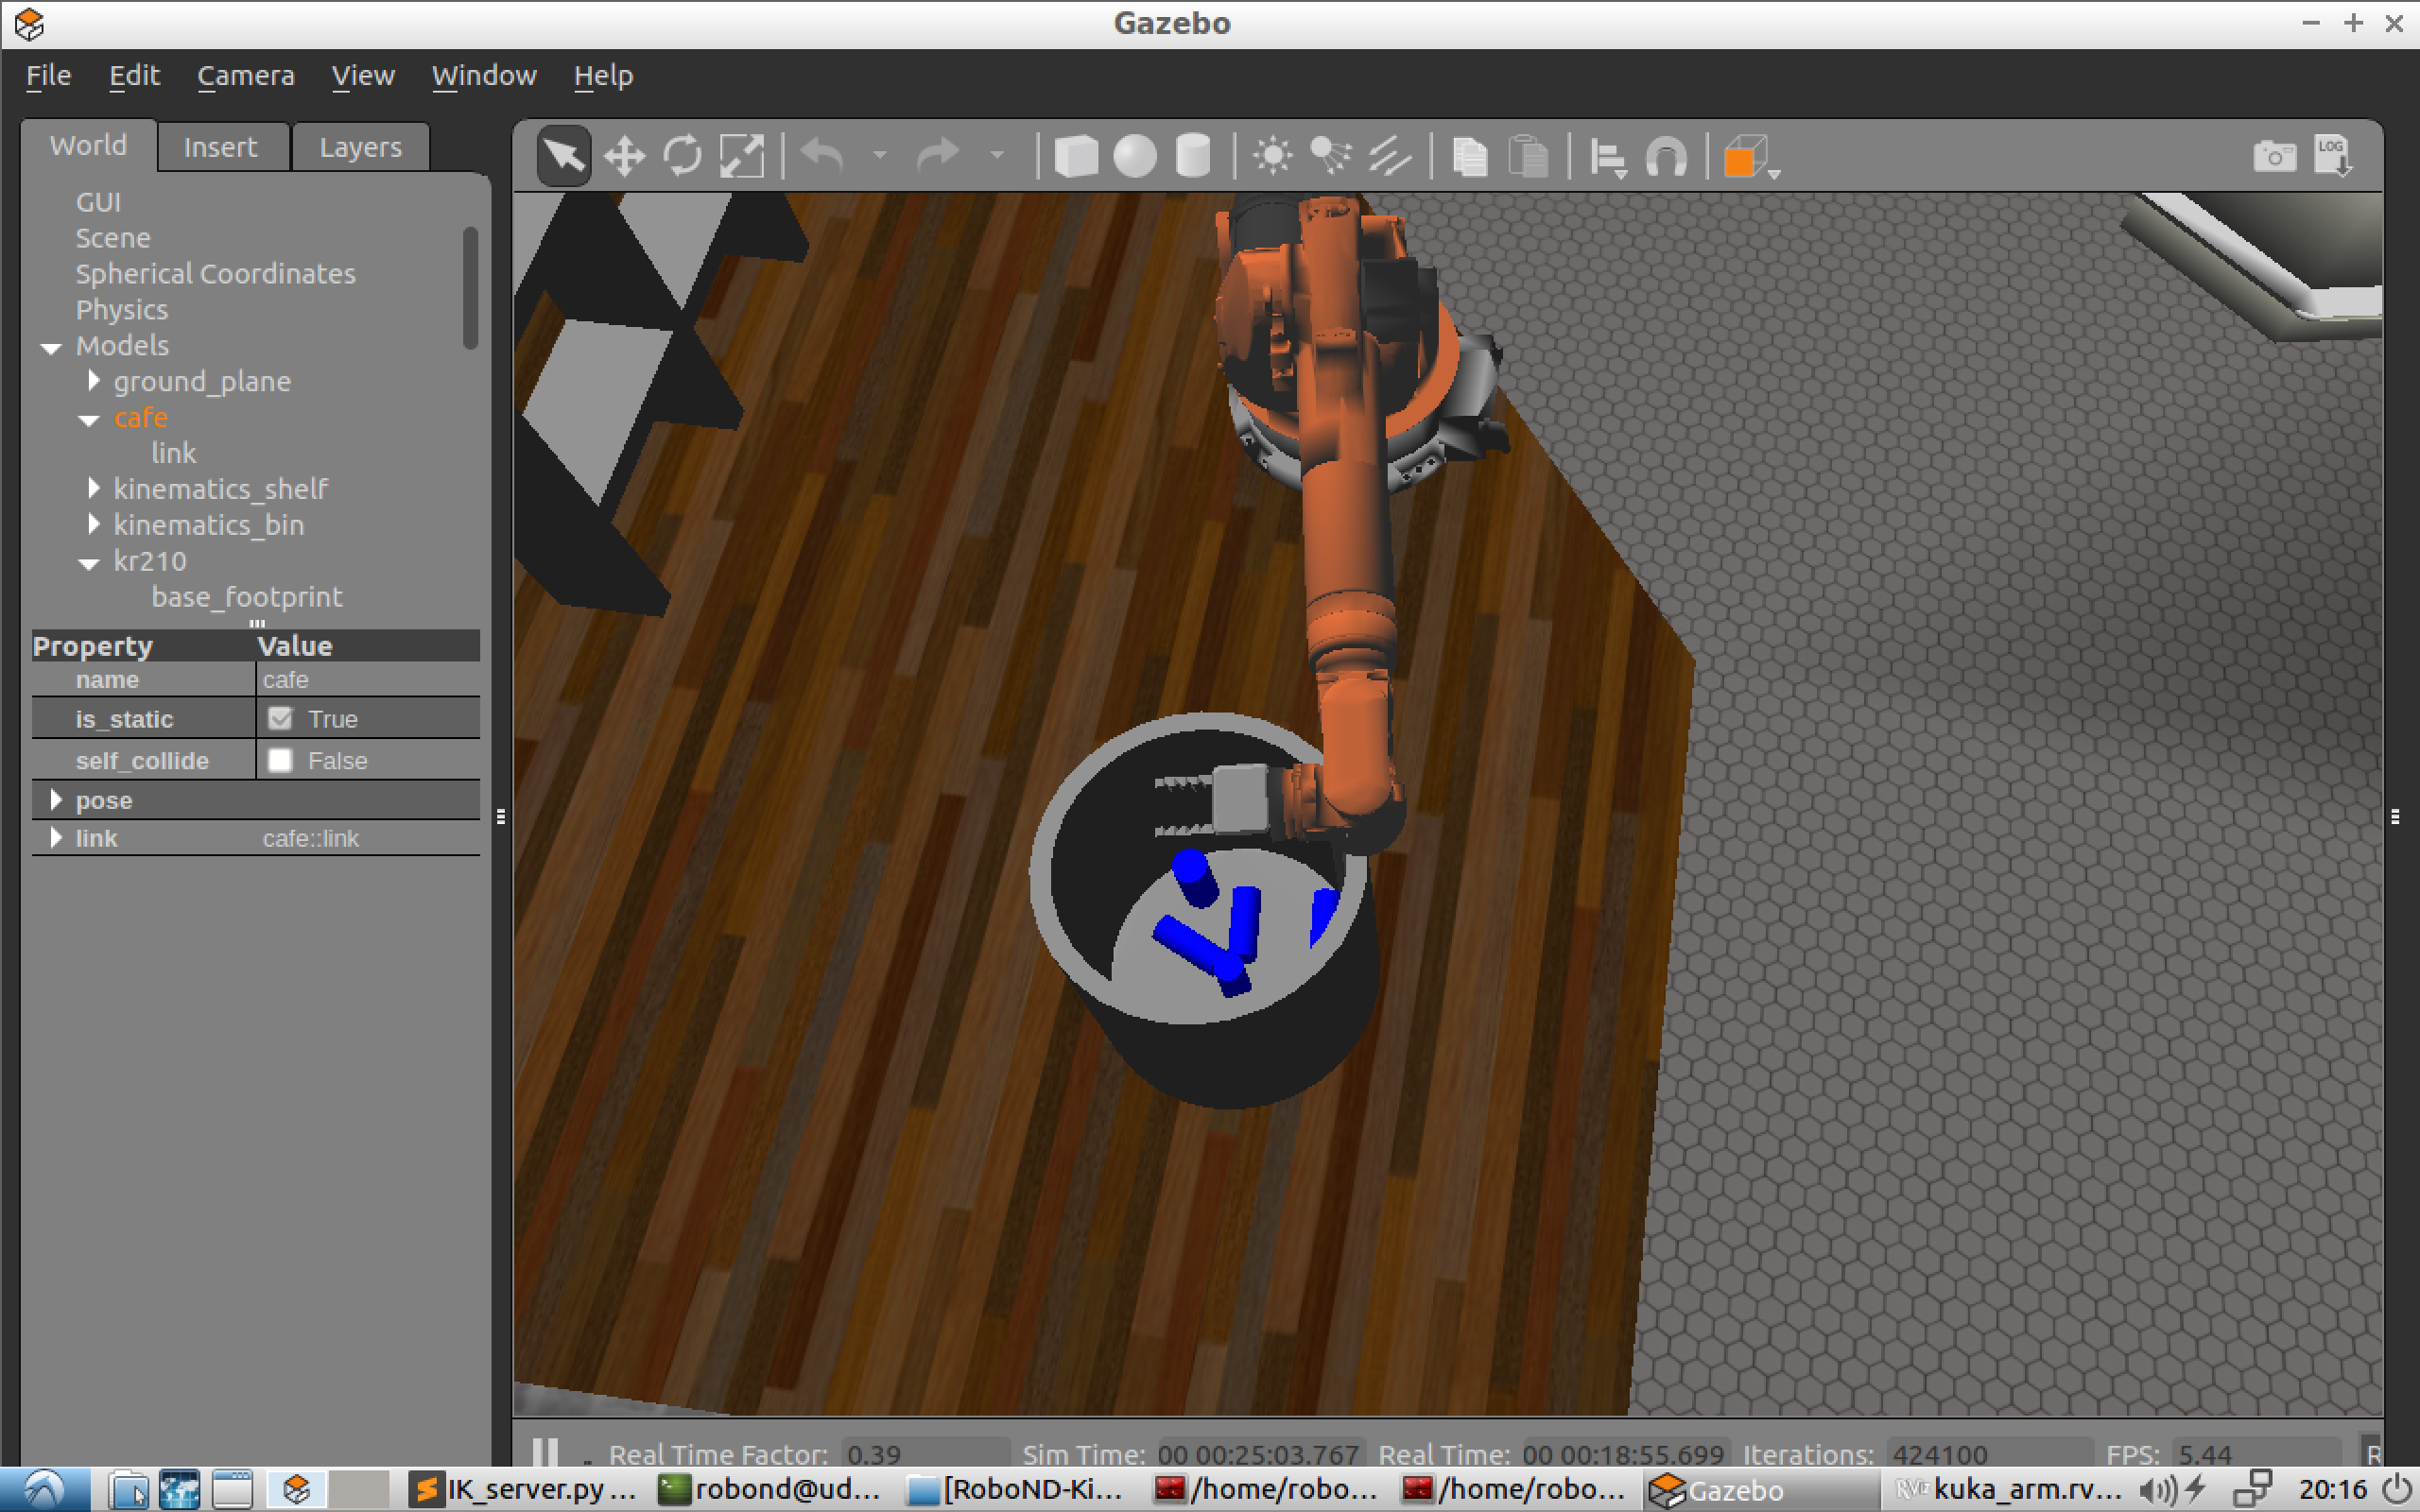 Gazebo
File Edit Camera View Window Help
World Insert Layers
LOG
GUI
Scene
Spherical Coordinates
Physics
Models
ground_plane
cafe
link
kinematics_shelf
kinematics_bin
kr210
base_footprint
Property Value
name cafe
is_static True
self_collide False
pose
link cafe::link
Real Time Factor: 0.39 Sim Time: 00 00:25:03.767 Real Time: 00 00:18:55.699 Iterations: 424100 FPS: 5.44 R
IK_server.py ... robond@ud... [RoboND-Ki... /home/robo... /home/robo... Gazebo RViz kuka_arm.rv... 20:16